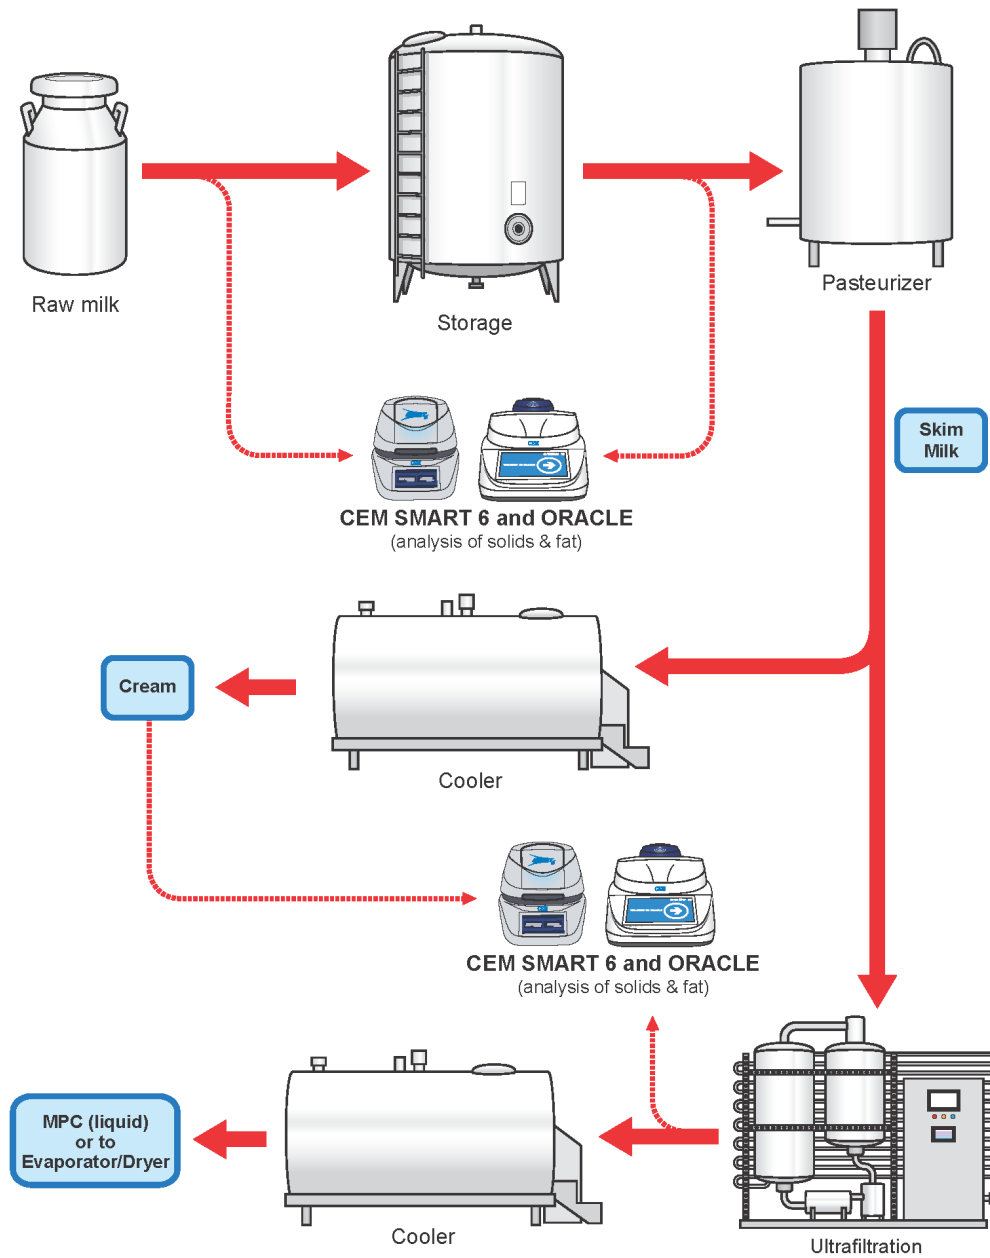 Raw milk
Storage
Pasteurizer
Skim
Milk
CEM SMART 6 and ORACLE
(analysis of solids & fat)
Cream
Cooler
CEM SMART 6 and ORACLE
(analysis of solids & fat)
MPC (liquid)
or to
Evaporator/Dryer
Cooler
Ultrafiltration